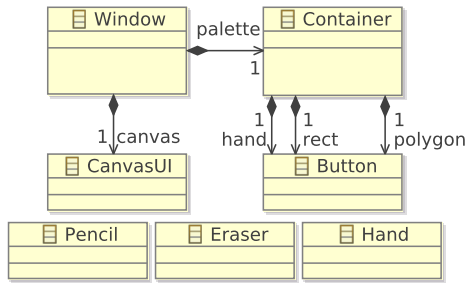 Window
palette
Container
1
1
1
1
hand
rect
polygon
1
canvas
CanvasUI
Button
Pencil
Eraser
Hand